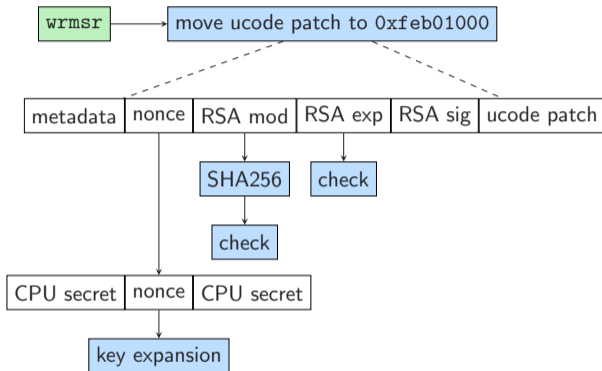 wrmsr
move ucode patch to 0xfeb01000
metadata nonce RSA mod RSA exp RSA sig ucode patch
SHA256 check
check
CPU secret nonce CPU secret
key expansion